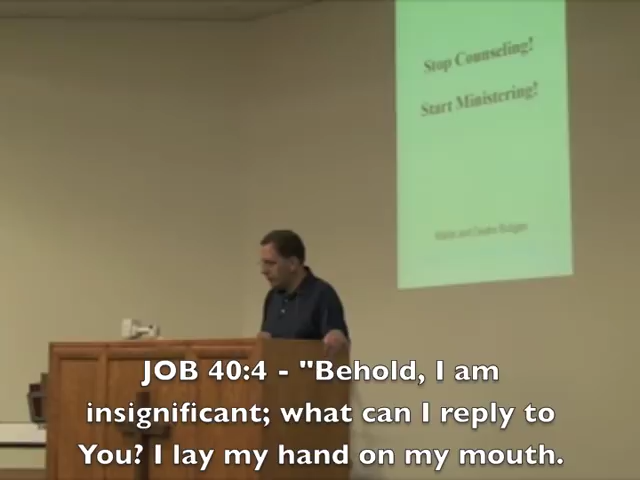 Stop Counseling!
Start Ministering!
JOB 40:4 - "Behold, I am
insignificant; what can I reply to
You? I lay my hand on my mouth.